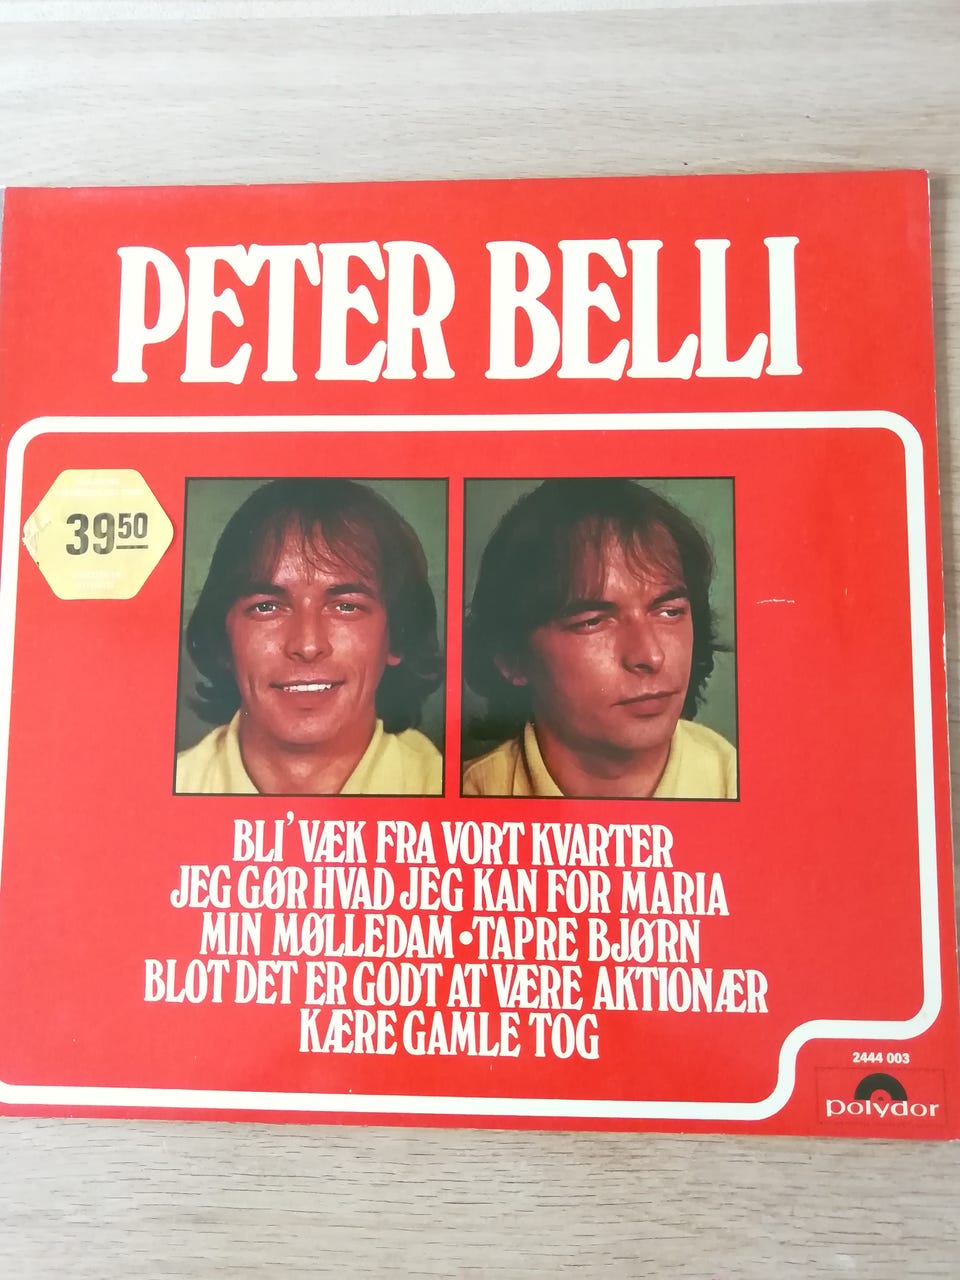 PETER BELLI
39 50
BLI' VÆK FRA VORT KVARTER
JEG GØR HVAD JEG KAN FOR MARIA
MIN MØLLEDAM • TAPRE BJØRN
BLOT DET ER GODT AT VÆRE AKTIONÆR
KÆRE GAMLE TOG
2444 003
polydor